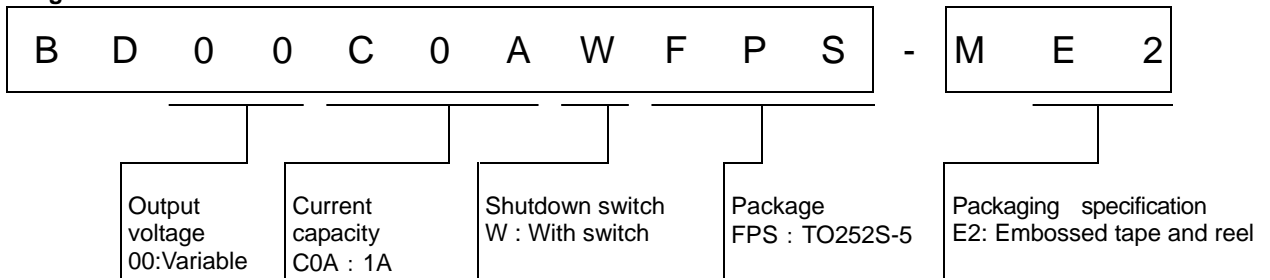 B D 0 0 C 0 A W F P S - M E 2
Output
voltage
00:Variable
Current
capacity
C0A : 1A
Shutdown switch
W : With switch
Package
FPS : TO252S-5
Packaging specification
E2: Embossed tape and reel